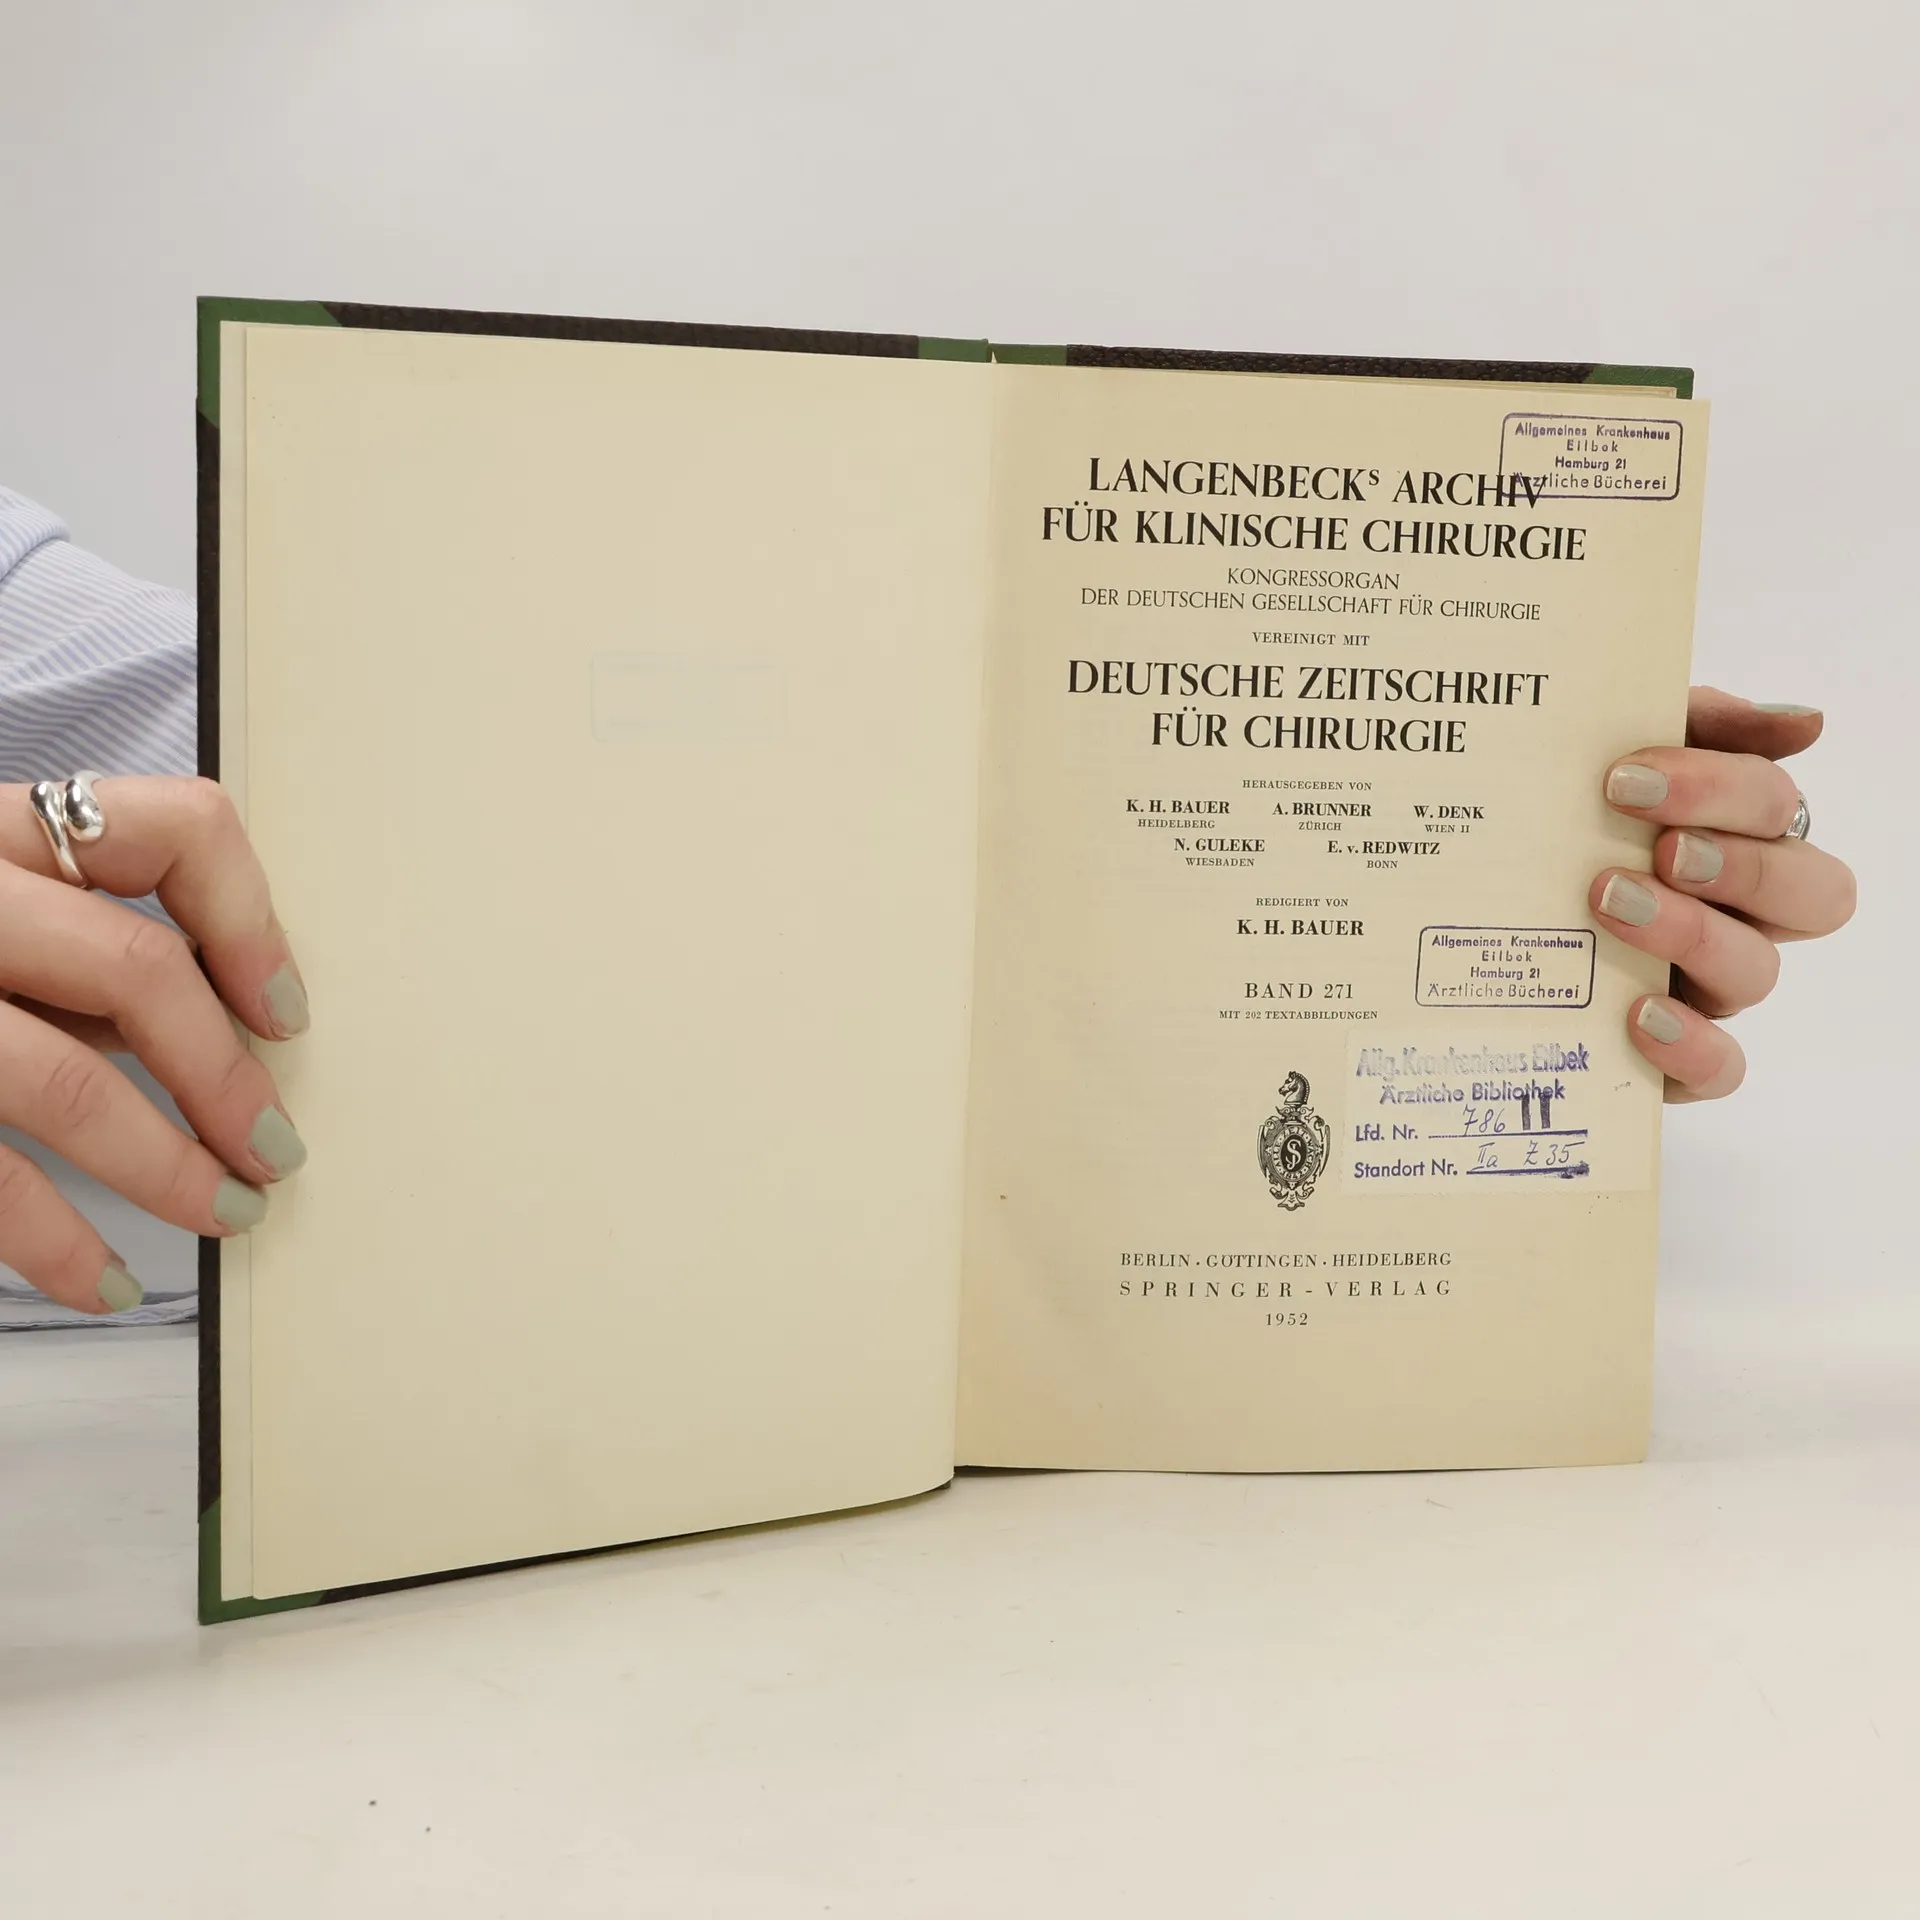 Allgemeines Krankenhaus
Eilbek
Hamburg 21
Ärztliche Bücherei
LANGENBECKs ARCHIV
FÜR KLINISCHE CHIRURGIE
KONGRESSORGAN
DER DEUTSCHEN GESELLSCHAFT FÜR CHIRURGIE
VEREINIGT MIT
DEUTSCHE ZEITSCHRIFT
FÜR CHIRURGIE
HERAUSGEGEBEN VON
K. H. BAUER A. BRUNNER W. DENK
HEIDELBERG ZÜRICH WIEN II
N. GULEKE E. v. REDWITZ
WIESBADEN BONN
REDIGIERT VON
K. H. BAUER
Allgemeines Krankenhaus
Eilbek
Hamburg 21
Ärztliche Bücherei
BAND 271
MIT 202 TEXTABBILDUNGEN
Allg. Krankenhaus Eilbek
Ärztliche Bibliothek
Lfd. Nr. 786 II
Standort Nr. IIa Z 35
BERLIN · GÖTTINGEN · HEIDELBERG
SPRINGER-VERLAG
1952